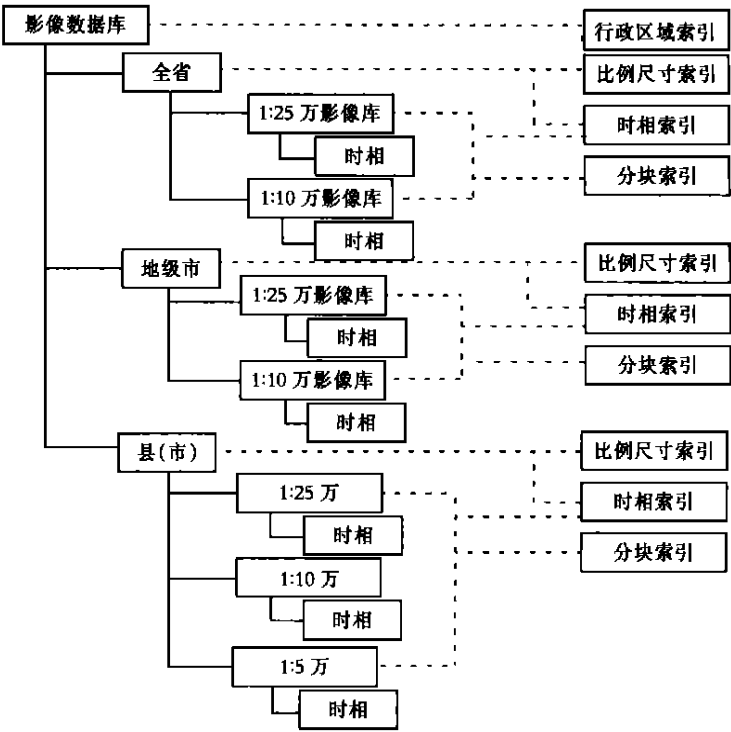 影像数据库
行政区域索引
全省
比例尺寸索引
1:25 万影像库
时相索引
时相
分块索引
1:10 万影像库
时相
地级市
比例尺寸索引
1:25 万影像库
时相索引
时相
分块索引
1:10 万影像库
时相
县(市)
比例尺寸索引
1:25 万
时相索引
时相
分块索引
1:10 万
时相
1:5 万
时相